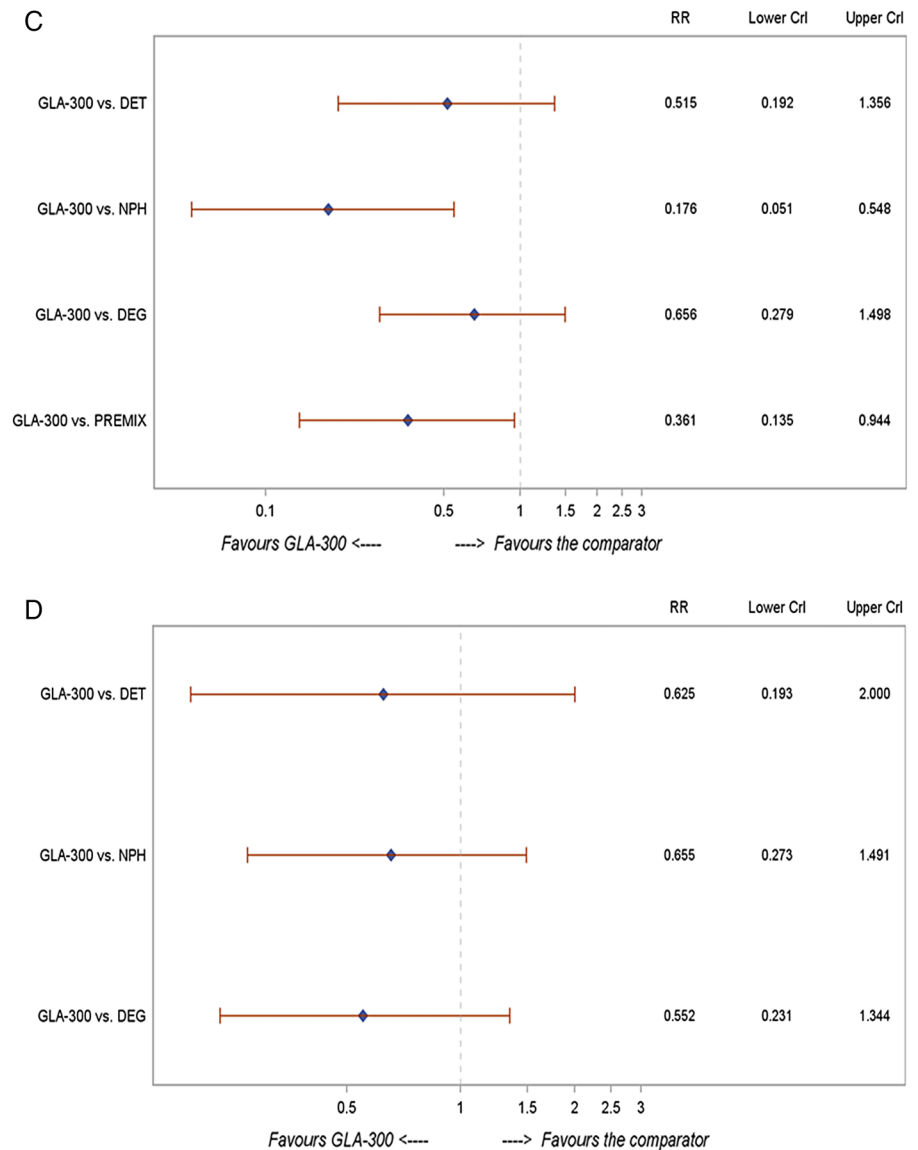 C
RR Lower CrI Upper CrI
GLA-300 vs. DET 0.515 0.192 1.356
GLA-300 vs. NPH 0.176 0.051 0.548
GLA-300 vs. DEG 0.656 0.279 1.498
GLA-300 vs. PREMIX 0.361 0.135 0.944
0.1 0.5 1 1.5 2 2.5 3
Favours GLA-300 <---- ----> Favours the comparator
D
RR Lower CrI Upper CrI
GLA-300 vs. DET 0.625 0.193 2.000
GLA-300 vs. NPH 0.655 0.273 1.491
GLA-300 vs. DEG 0.552 0.231 1.344
0.5 1 1.5 2 2.5 3
Favours GLA-300 <---- ----> Favours the comparator